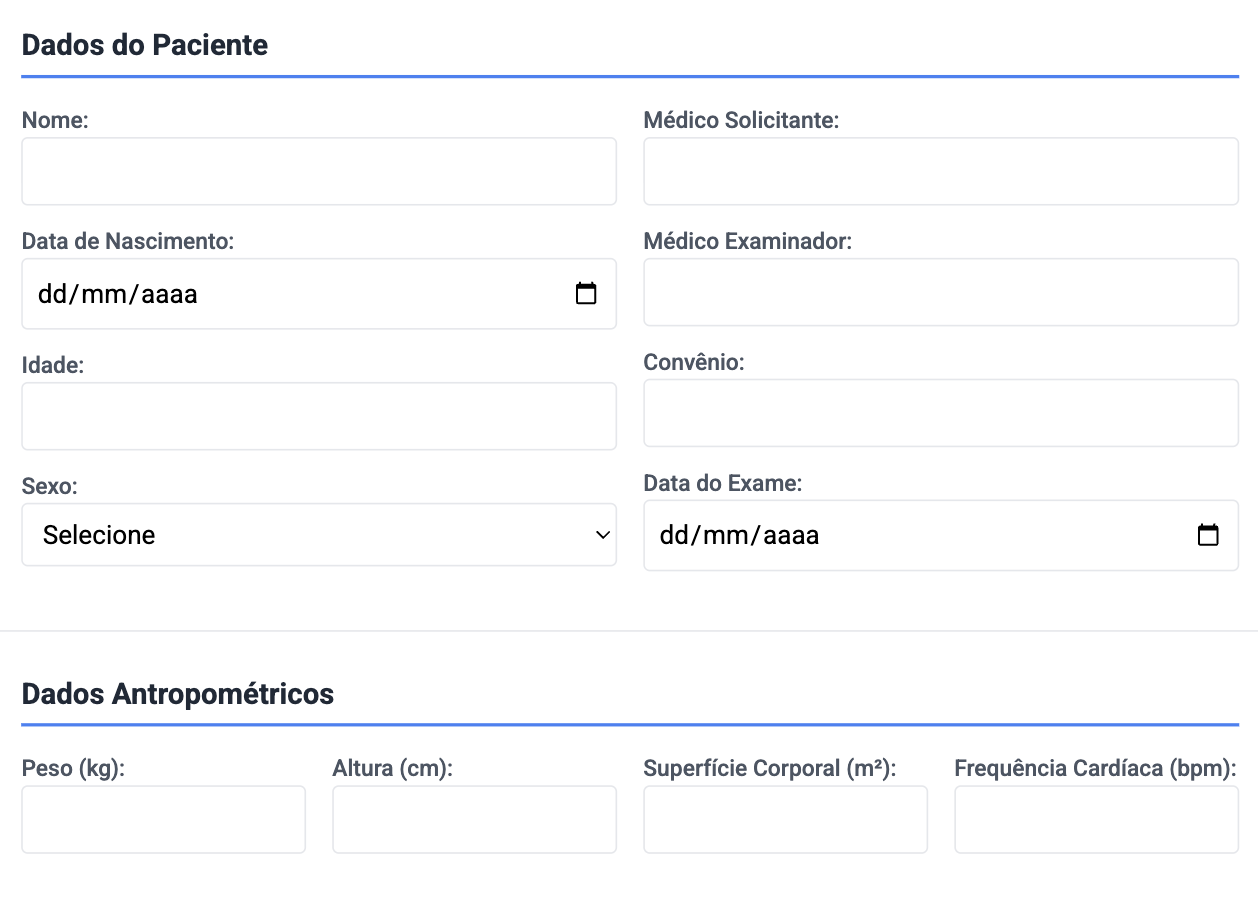 Dados do Paciente
Nome:
Médico Solicitante:
Data de Nascimento:
dd/mm/aaaa
Médico Examinador:
Idade:
Convênio:
Sexo:
Selecione
Data do Exame:
dd/mm/aaaa
Dados Antropométricos
Peso (kg):
Altura (cm):
Superfície Corporal (m²):
Frequência Cardíaca (bpm):